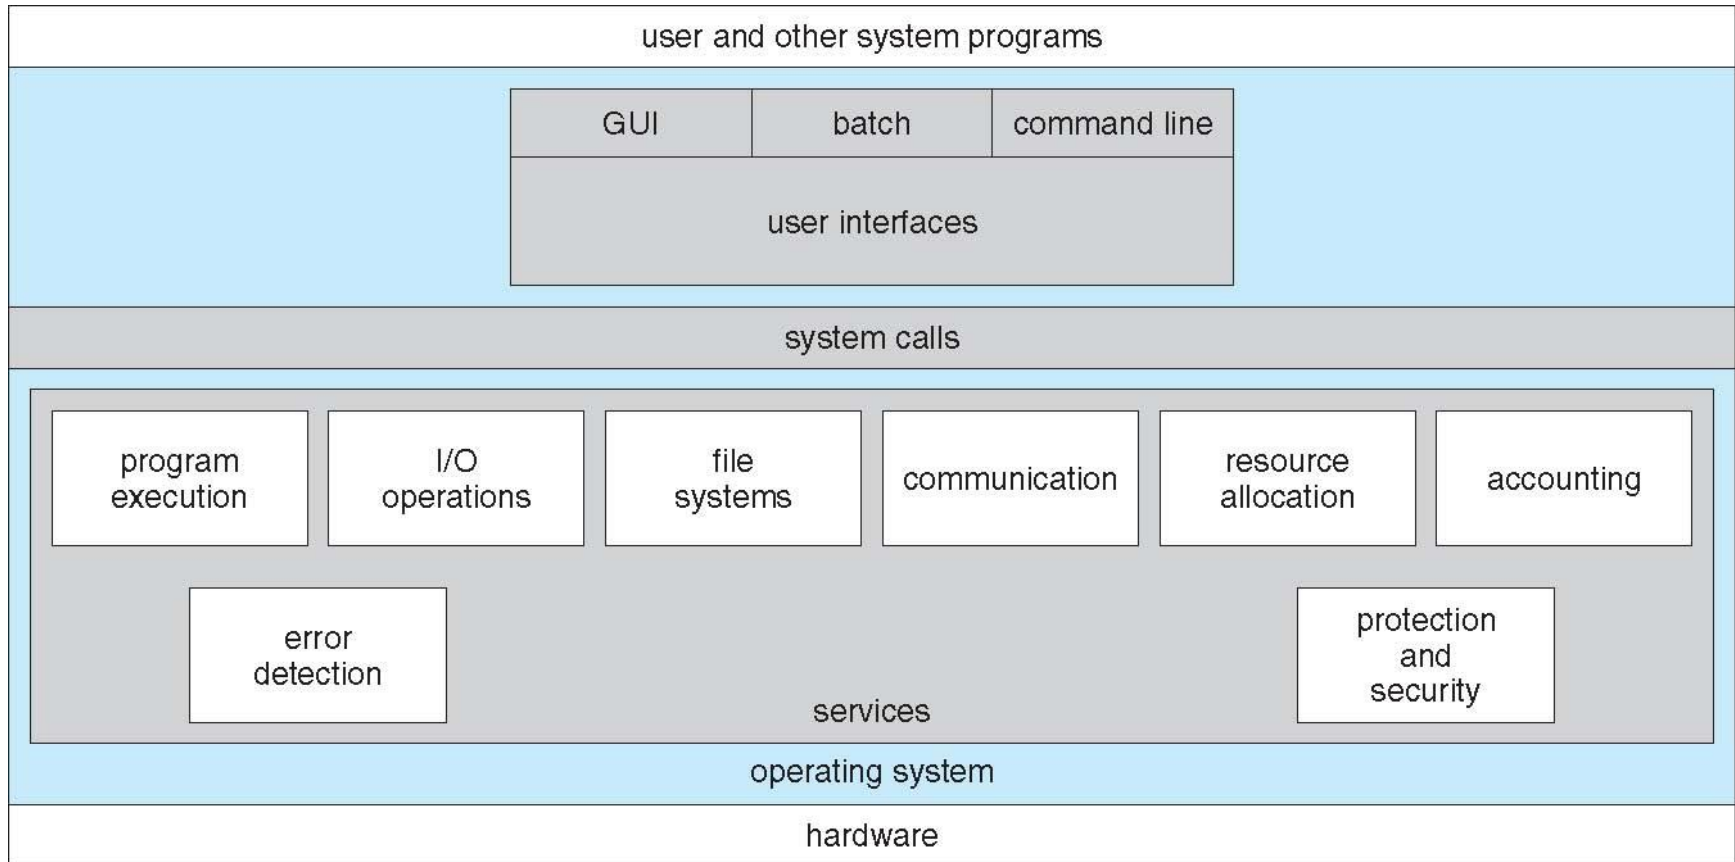 user and other system programs
GUI
batch
command line
user interfaces
system calls
program
execution
I/O
operations
file
systems
communication
resource
allocation
accounting
error
detection
protection
and
security
services
operating system
hardware